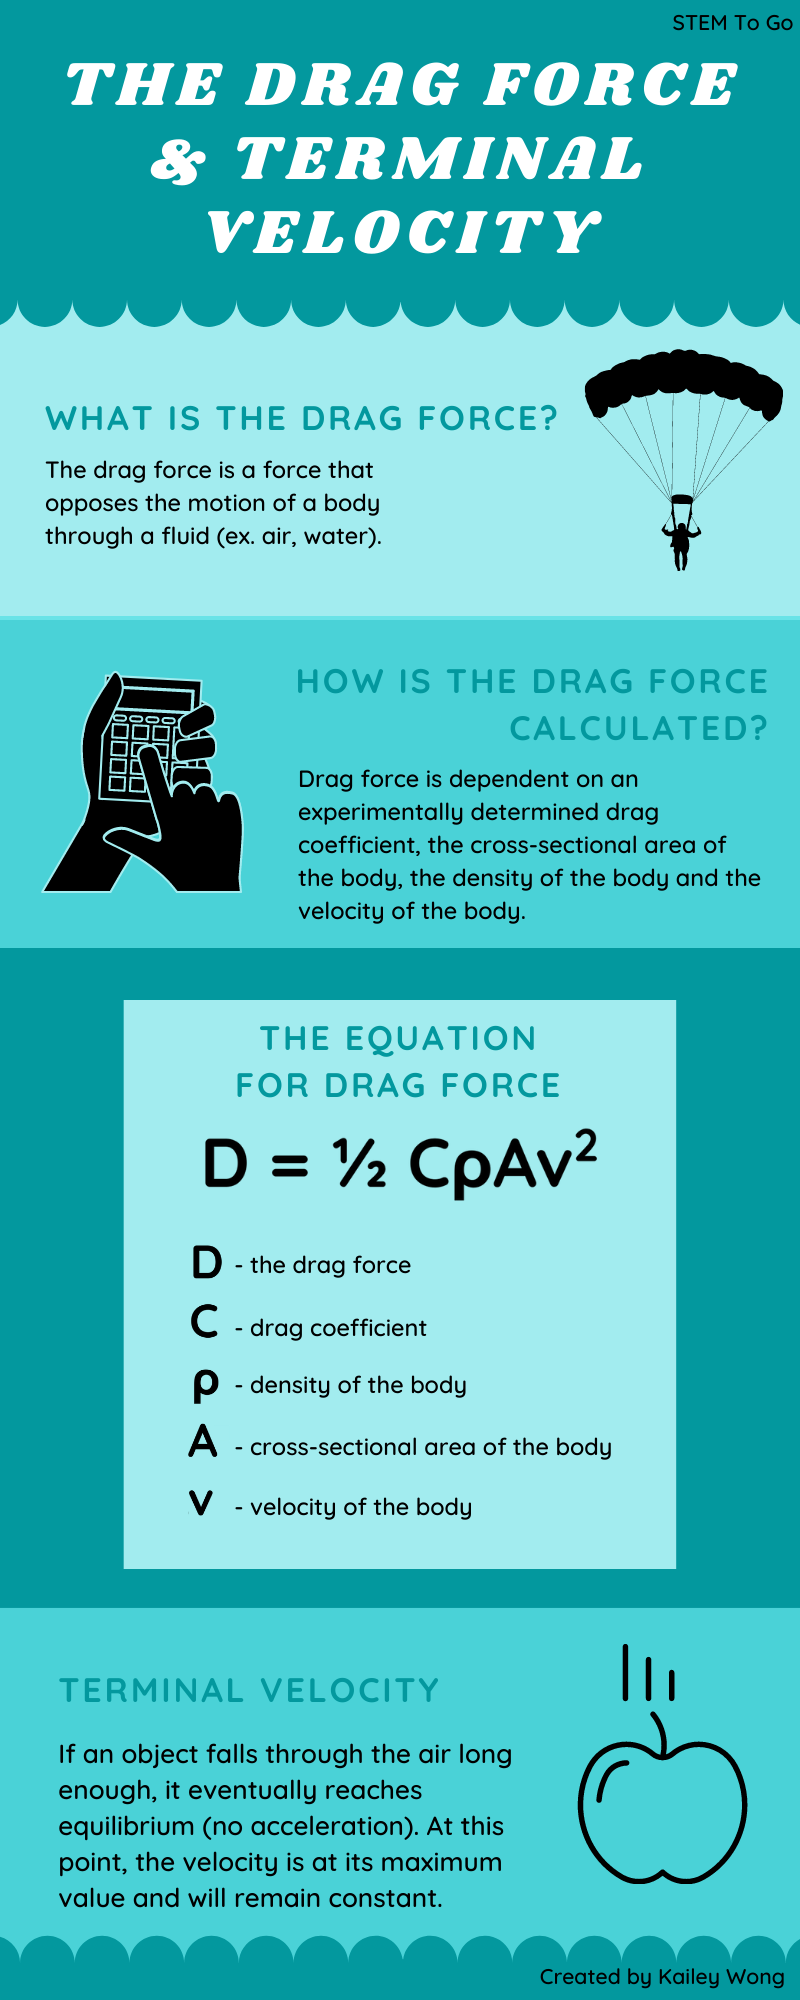 STEM To Go
THE DRAG FORCE
& TERMINAL
VELOCITY
WHAT IS THE DRAG FORCE?
The drag force is a force that
opposes the motion of a body
through a fluid (ex. air, water).
HOW IS THE DRAG FORCE
CALCULATED?
Drag force is dependent on an
experimentally determined drag
coefficient, the cross-sectional area of
the body, the density of the body and the
velocity of the body.
THE EQUATION
FOR DRAG FORCE
D = ½ CρAv²
D - the drag force
C - drag coefficient
ρ - density of the body
A - cross-sectional area of the body
v - velocity of the body
TERMINAL VELOCITY
If an object falls through the air long
enough, it eventually reaches
equilibrium (no acceleration). At this
point, the velocity is at its maximum
value and will remain constant.
Created by Kailey Wong